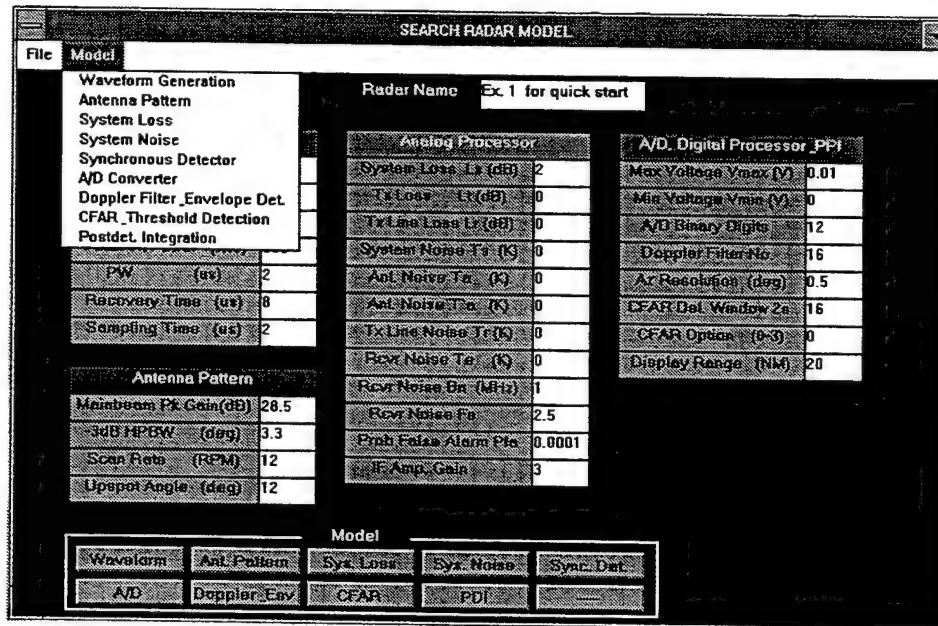 SEARCH RADAR MODEL
File Model
Waveform Generation
Antenna Pattern
System Loss
System Noise
Synchronous Detector
A/D Converter
Doppler Filter_Envelope Det.
CFAR_Threshold Detection
Postdet. Integration
Radar Name Ex. 1 for quick start
PW (us) 2
Recovery Time (us) 8
Sampling Time (us) 2
Antenna Pattern
Mainbeam Pk Gain(dB) 28.5
3dB HPBW (deg) 3.3
Scan Rate (RPM) 12
Upspot Angle (deg) 12
Analog Processor
System Loss Ls (dB) 2
Tx Loss Lt(dB) 0
Tx Line Loss Lr(dB) 0
System Noise Ts (K) 0
Ant. Noise Ta (K) 0
Ant. Noise T'a (K) 0
Tx Line Noise Tr(K) 0
Rcvr Noise Te (K) 0
Rcvr Noise Bn (MHz) 1
Rcvr Noise Fn 2.5
Prob False Alarm Pfa 0.0001
IF Amp. Gain 3
A/D_ Digital Processor_PPI
Max Voltage Vmax (V) 0.01
Min Voltage Vmin (V) 0
A/D Binary Digits 12
Doppler Filter No. 16
Az Resolution (deg) 0.5
CFAR Det. Window 2n 16
CFAR Option (0~3) 0
Display Range (NM) 20
Model
Waveform Ant. Pattern Sys. Loss Sys. Noise Sync. Det.
A/D Doppler_Env CFAR PDI ----